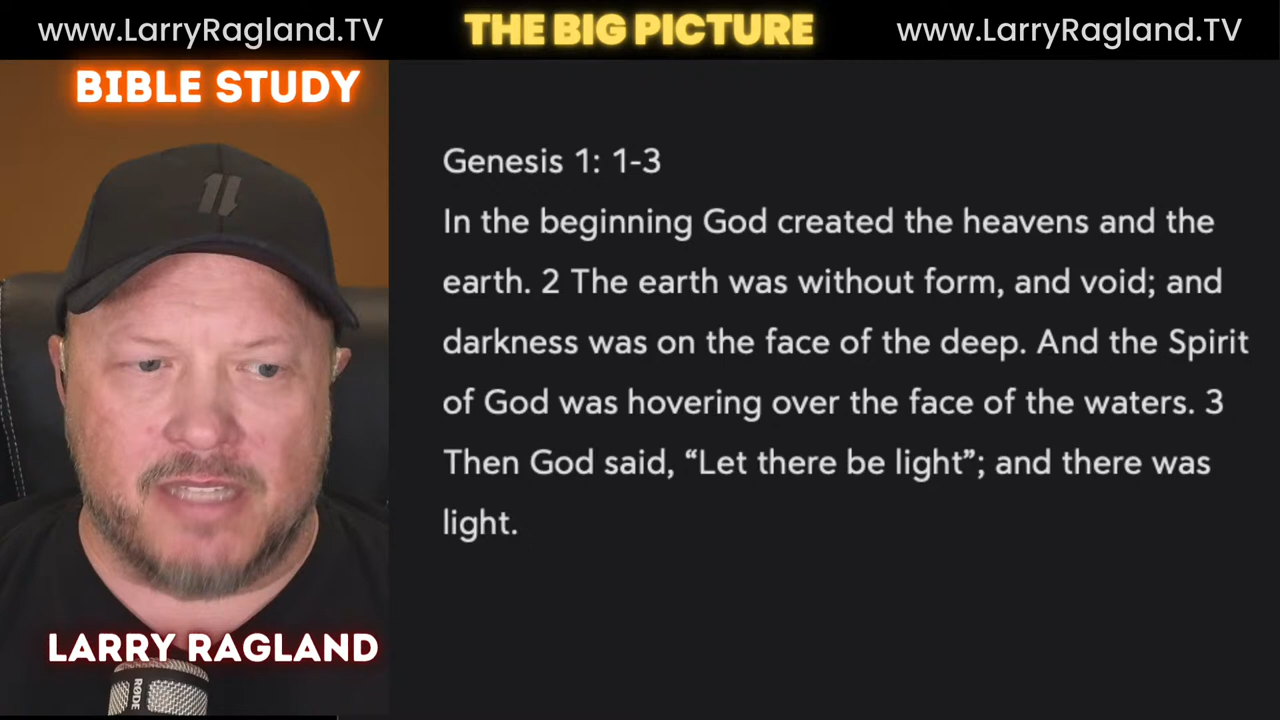 www.LarryRagland.TV
THE BIG PICTURE
www.LarryRagland.TV
BIBLE STUDY
Genesis 1: 1-3
In the beginning God created the heavens and the
earth. 2 The earth was without form, and void; and
darkness was on the face of the deep. And the Spirit
of God was hovering over the face of the waters. 3
Then God said, “Let there be light”; and there was
light.
LARRY RAGLAND
RØDE